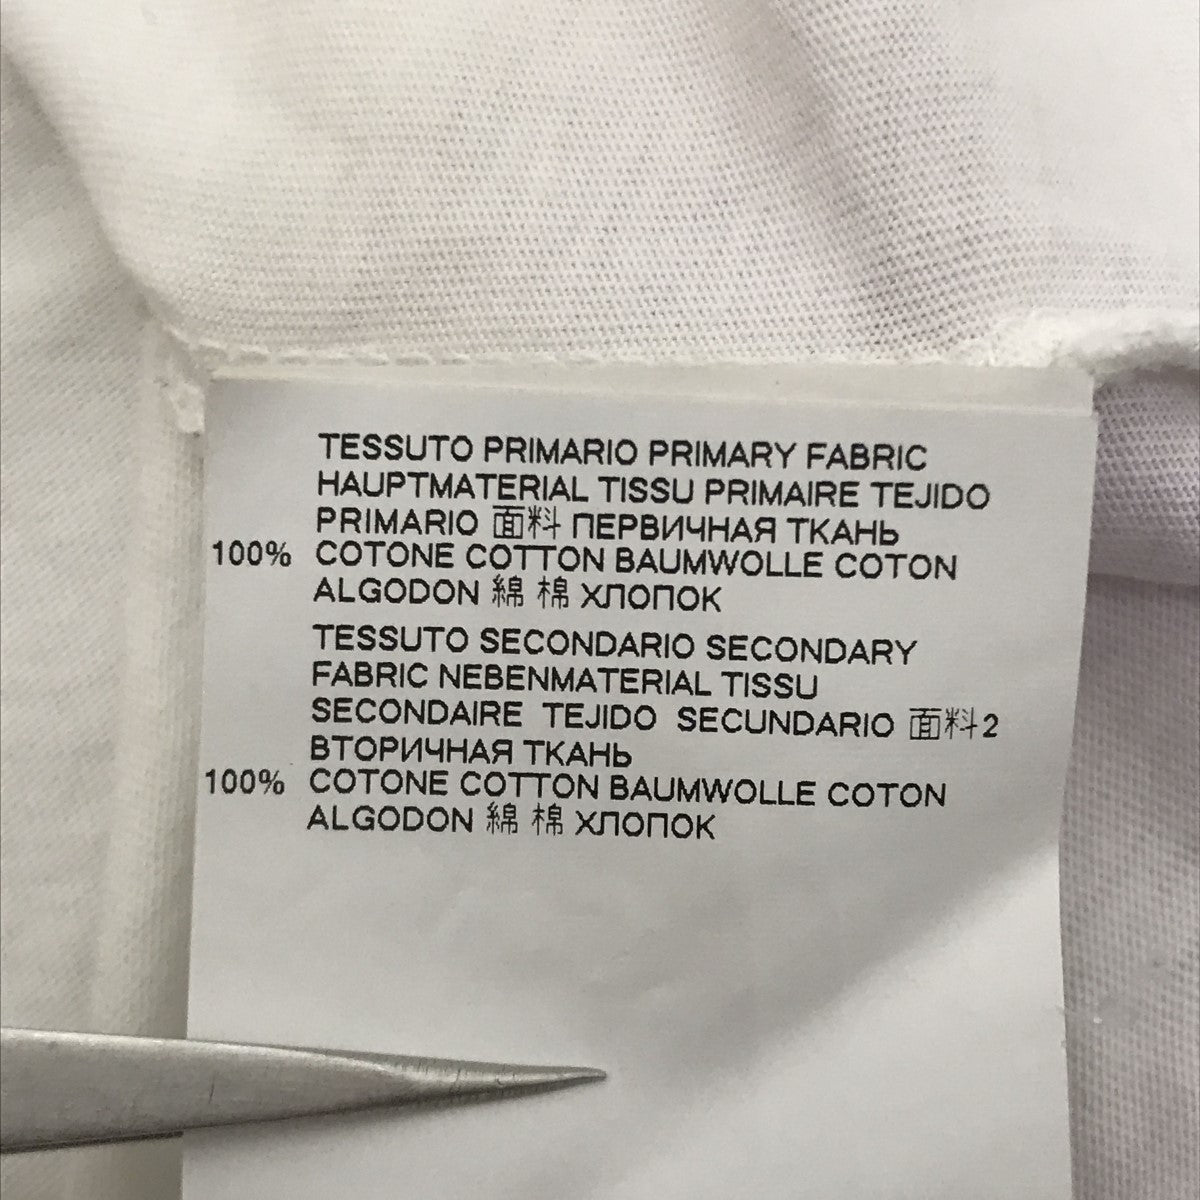 TESSUTO PRIMARIO PRIMARY FABRIC
HAUPTMATERIAL TISSU PRIMAIRE TEJIDO
PRIMARIO 面料 ПЕРВИЧНАЯ ТКАНЬ
100% COTONE COTTON BAUMWOLLE COTON
ALGODON 綿 棉 ХЛОПОК
TESSUTO SECONDARIO SECONDARY
FABRIC NEBENMATERIAL TISSU
SECONDAIRE TEJIDO SECUNDARIO 面料2
ВТОРИЧНАЯ ТКАНЬ
100% COTONE COTTON BAUMWOLLE COTON
ALGODON 綿 棉 ХЛОПОК